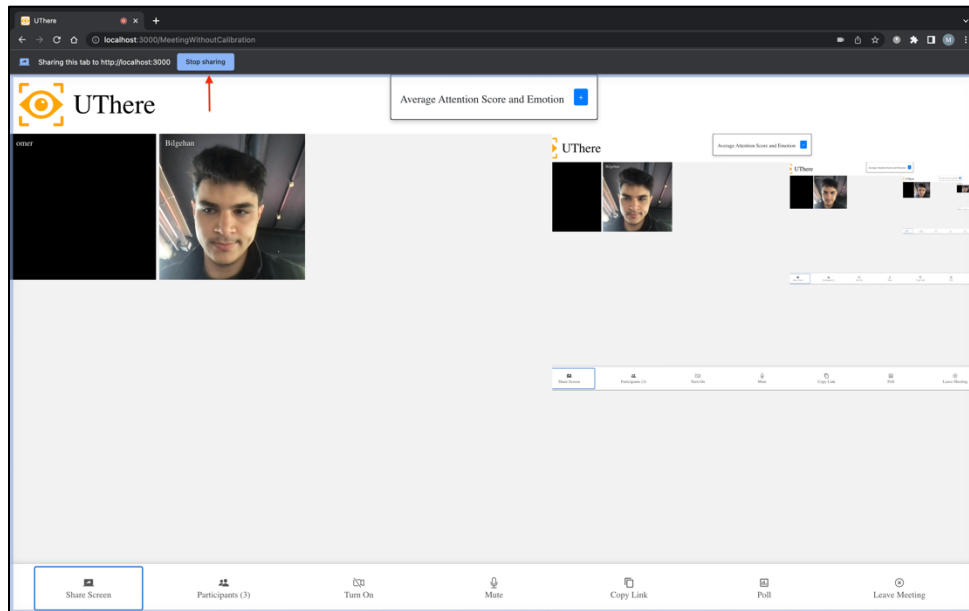 UThere
localhost:3000/MeetingWithoutCalibration
M
Sharing this tab to http://localhost:3000 Stop sharing
UThere
Average Attention Score and Emotion +
omer
Bilgehan
UThere
Average Attention Score and Emotion
Bilgehan
UThere
Share Screen Participants (3) Turn On Mute Copy Link Poll Leave Meeting
Share Screen Participants (3) Turn On Mute Copy Link Poll Leave Meeting